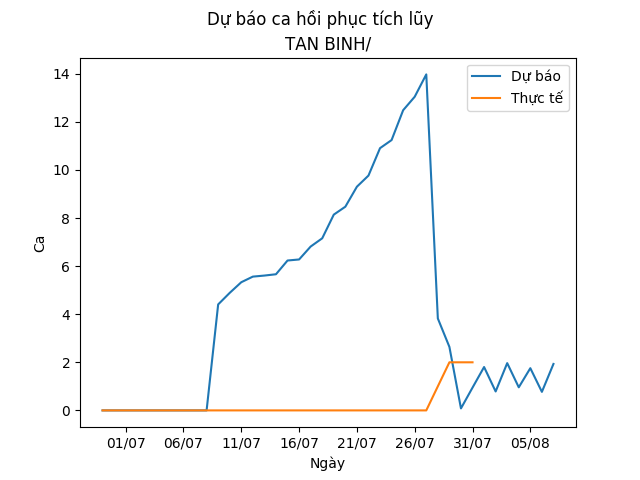 Dự báo ca hồi phục tích lũy
TAN BINH/
Dự báo
Thực tế
Ca
14
12
10
8
6
4
2
0
01/07 06/07 11/07 16/07 21/07 26/07 31/07 05/08
Ngày